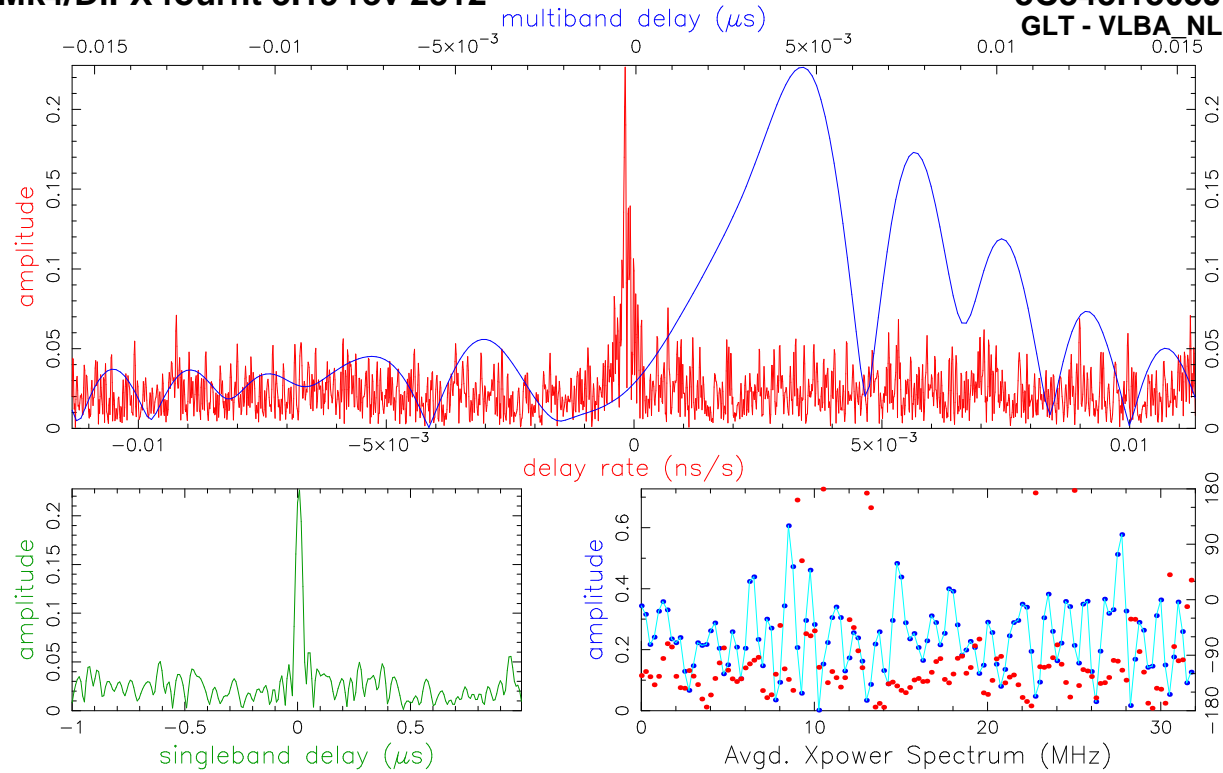 multiband delay (μs)
GLT - VLBA_NL
−0.015 −0.01 −5×10⁻³ 0 5×10⁻³ 0.01 0.015
amplitude
0 0.05 0.1 0.15 0.2
0 0.05 0.1 0.15 0.2
−0.01 −5×10⁻³ 0 5×10⁻³ 0.01
delay rate (ns/s)
amplitude
0 0.05 0.1 0.15 0.2
−1 −0.5 0 0.5
singleband delay (μs)
amplitude
0 0.2 0.4 0.6
−180 −90 0 90 180
0 10 20 30
Avgd. Xpower Spectrum (MHz)